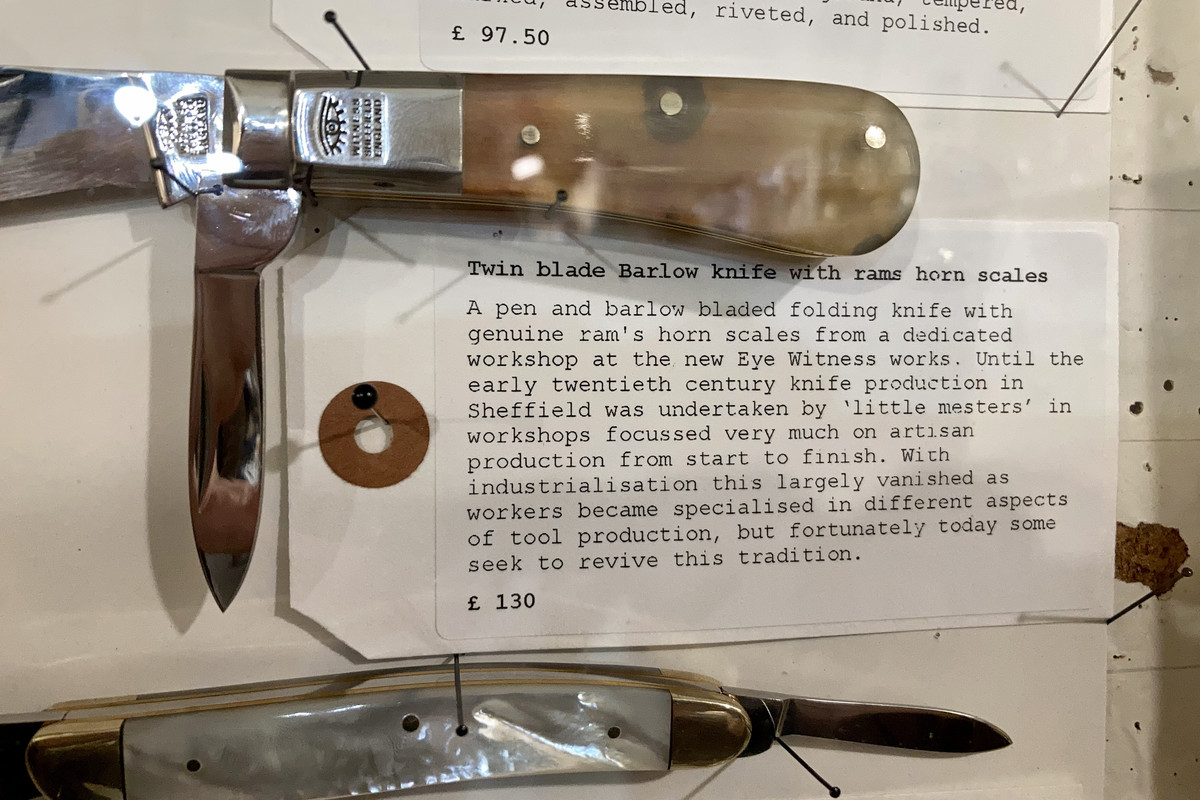 tempered,
assembled, riveted, and polished.
£ 97.50
WITNESS
SHEFFIELD
ENGLAND
Twin blade Barlow knife with rams horn scales
A pen and barlow bladed folding knife with
genuine ram's horn scales from a dedicated
workshop at the new Eye Witness works. Until the
early twentieth century knife production in
Sheffield was undertaken by 'little mesters' in
workshops focussed very much on artisan
production from start to finish. With
industrialisation this largely vanished as
workers became specialised in different aspects
of tool production, but fortunately today some
seek to revive this tradition.
£ 130